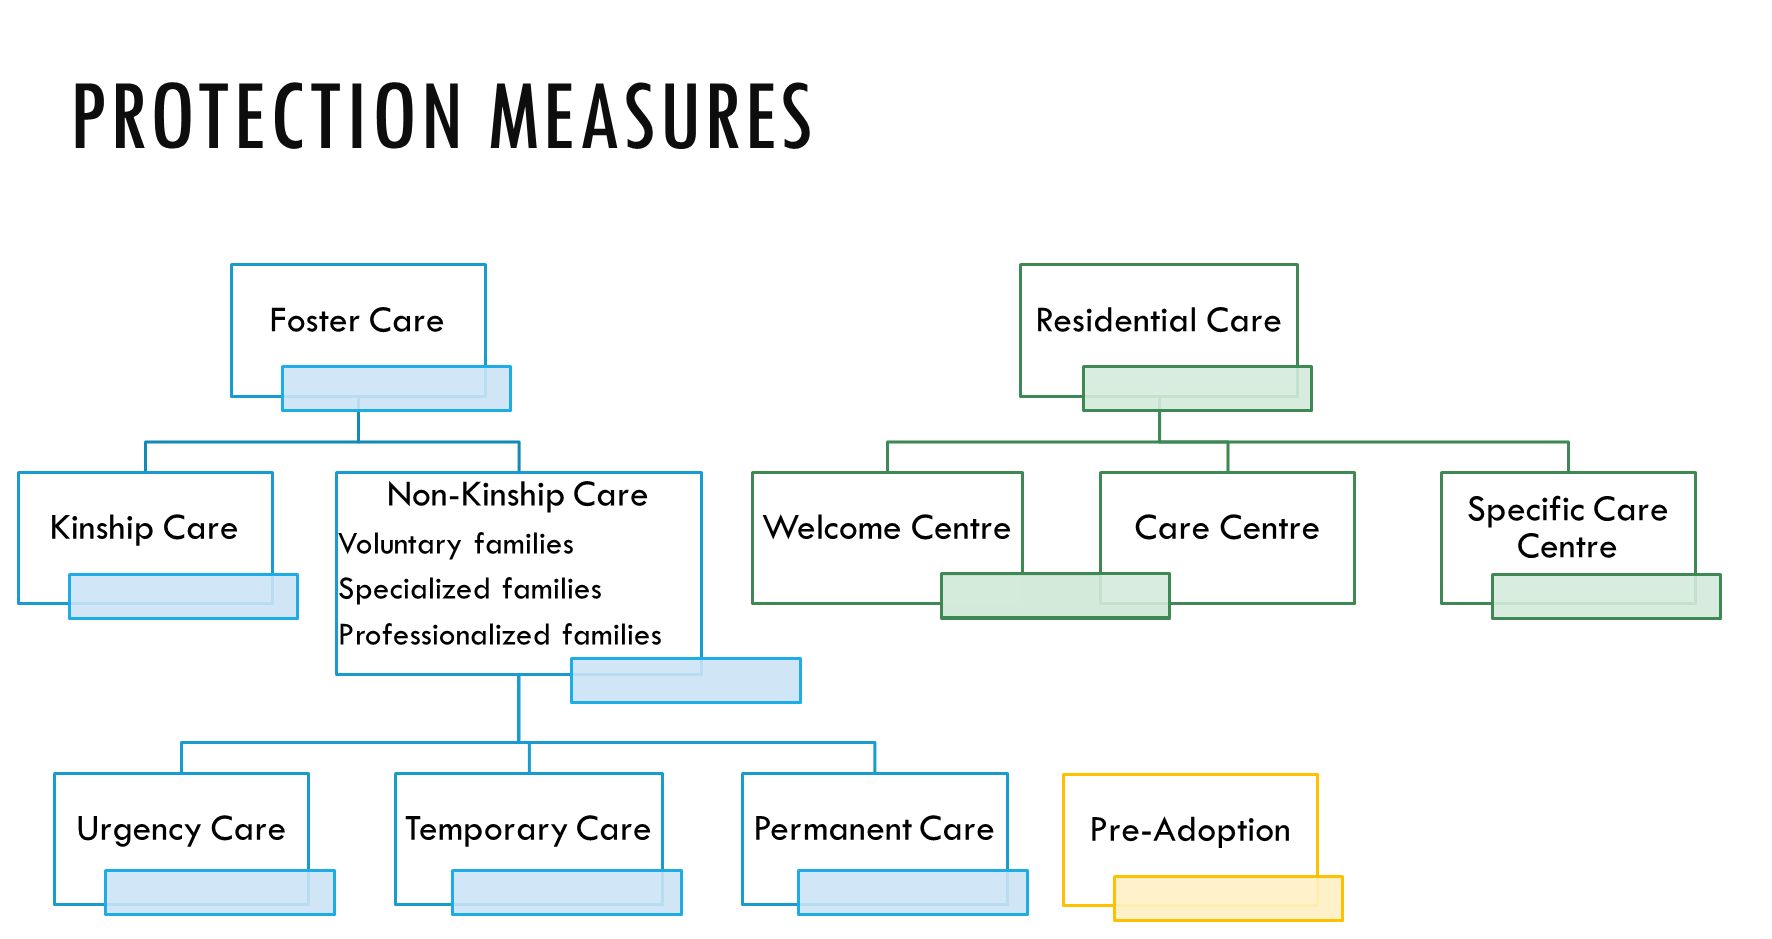 PROTECTION MEASURES
Foster Care
Residential Care
Kinship Care
Non-Kinship Care
Voluntary families
Specialized families
Professionalized families
Welcome Centre
Care Centre
Specific Care
Centre
Urgency Care
Temporary Care
Permanent Care
Pre-Adoption